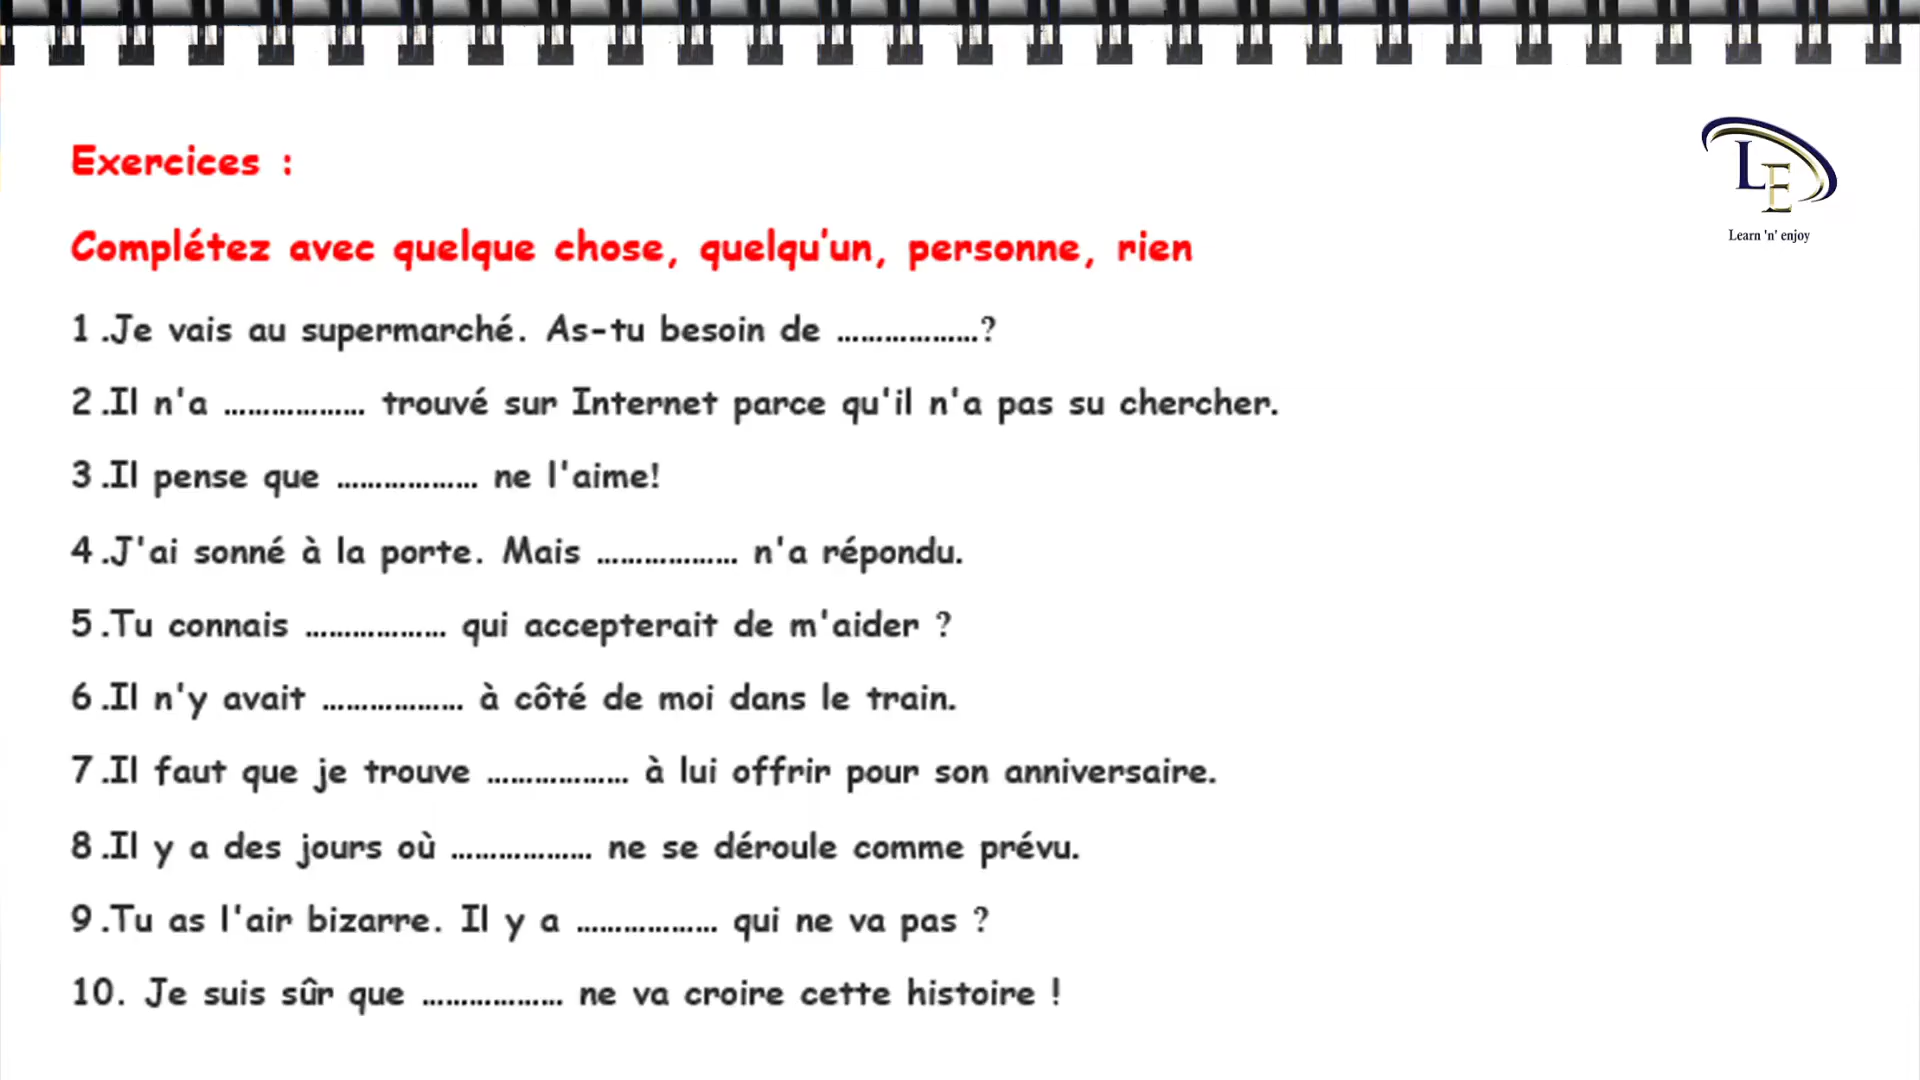 Exercices :
LE
Learn 'n' enjoy
Complétez avec quelque chose, quelqu'un, personne, rien
1 .Je vais au supermarché. As-tu besoin de ..................?
2 .Il n'a .................. trouvé sur Internet parce qu'il n'a pas su chercher.
3 .Il pense que .................. ne l'aime!
4 .J'ai sonné à la porte. Mais .................. n'a répondu.
5 .Tu connais .................. qui accepterait de m'aider ?
6 .Il n'y avait .................. à côté de moi dans le train.
7 .Il faut que je trouve .................. à lui offrir pour son anniversaire.
8 .Il y a des jours où .................. ne se déroule comme prévu.
9 .Tu as l'air bizarre. Il y a .................. qui ne va pas ?
10. Je suis sûr que .................. ne va croire cette histoire !